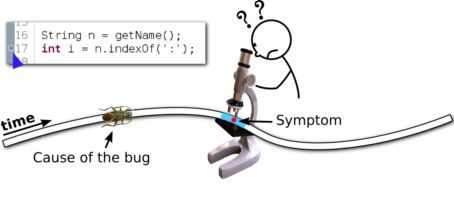 ? ?
15
16 String n = getName();
17 int i = n.indexOf(':');
time
Symptom
Cause of the bug